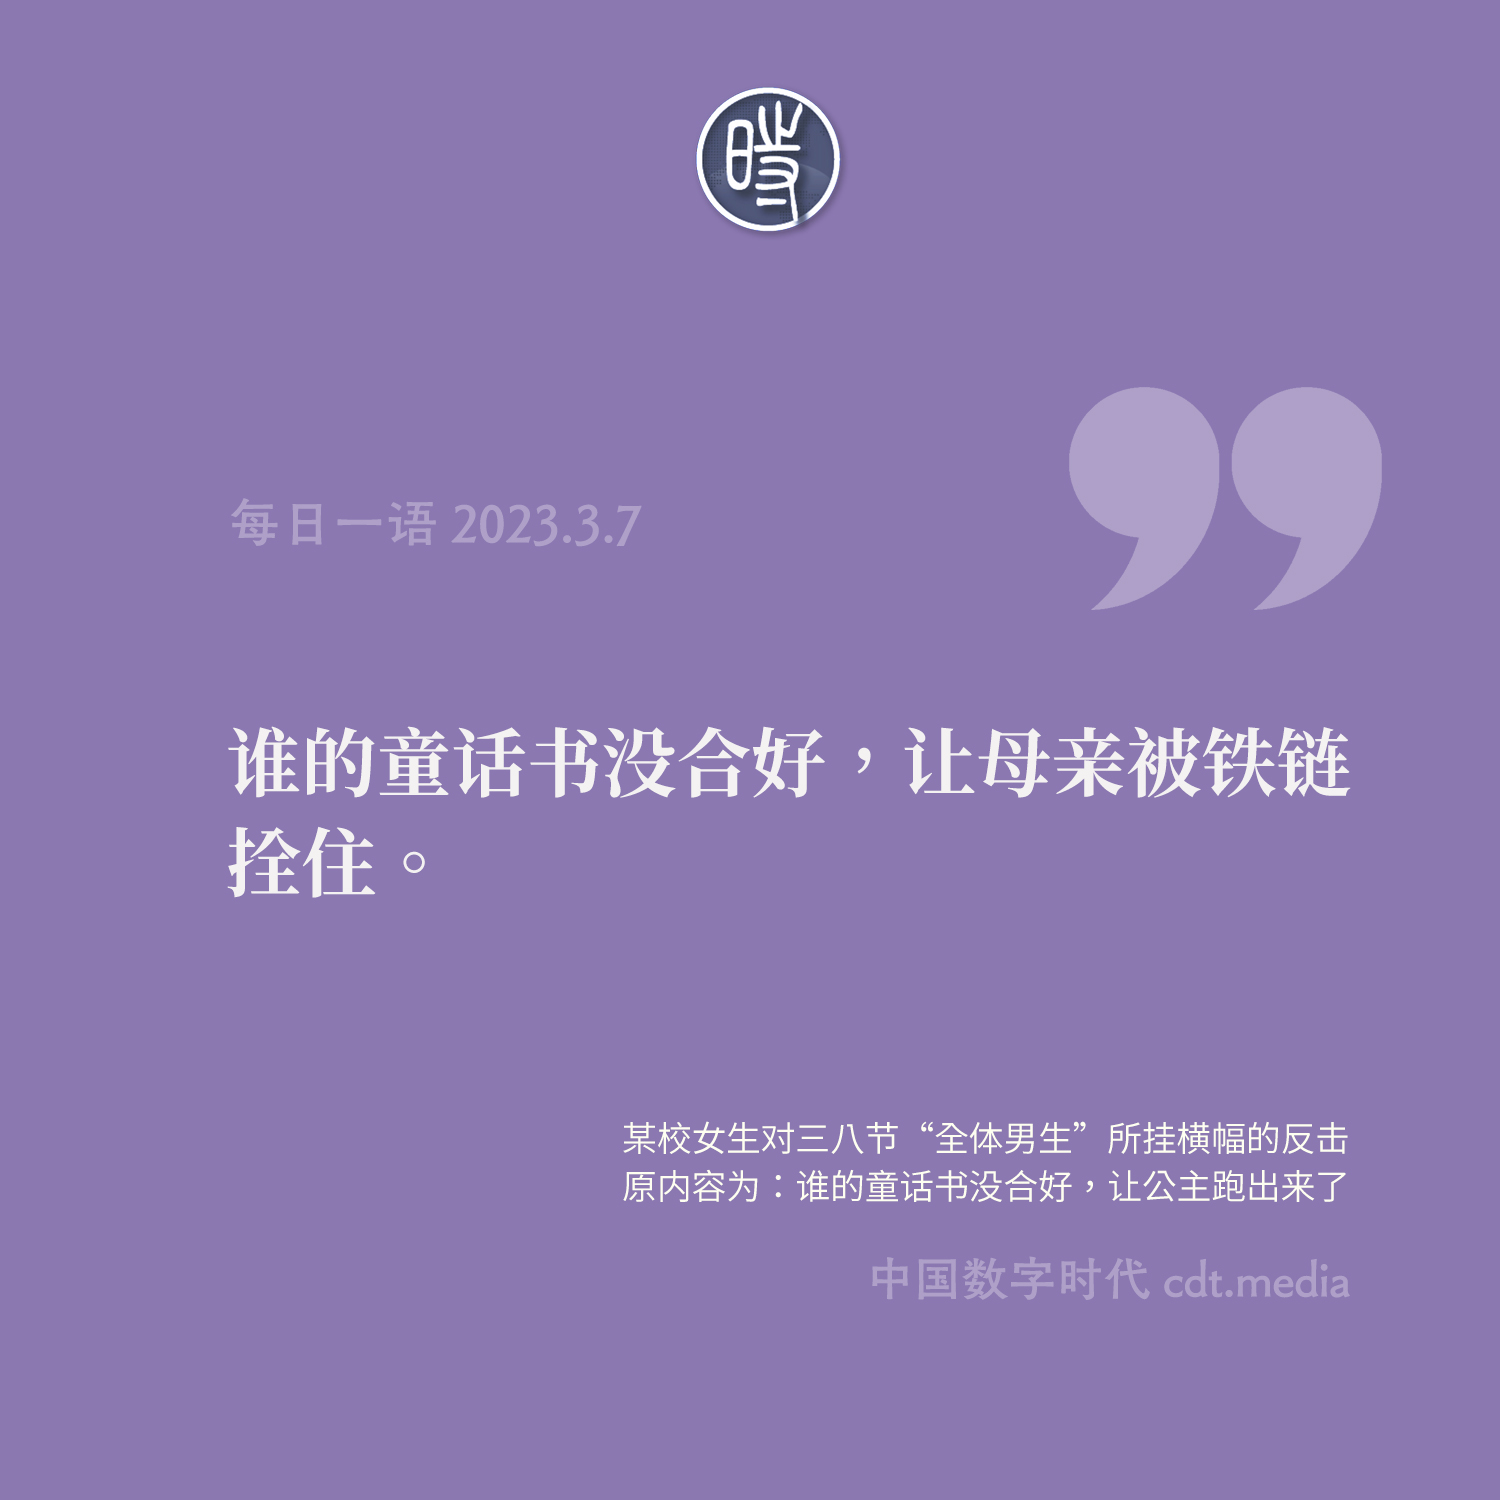 時
每日一语 2023.3.7
谁的童话书没合好，让母亲被铁链
拴住。
某校女生对三八节“全体男生”所挂横幅的反击
原内容为：谁的童话书没合好，让公主跑出来了
中国数字时代 cdt.media